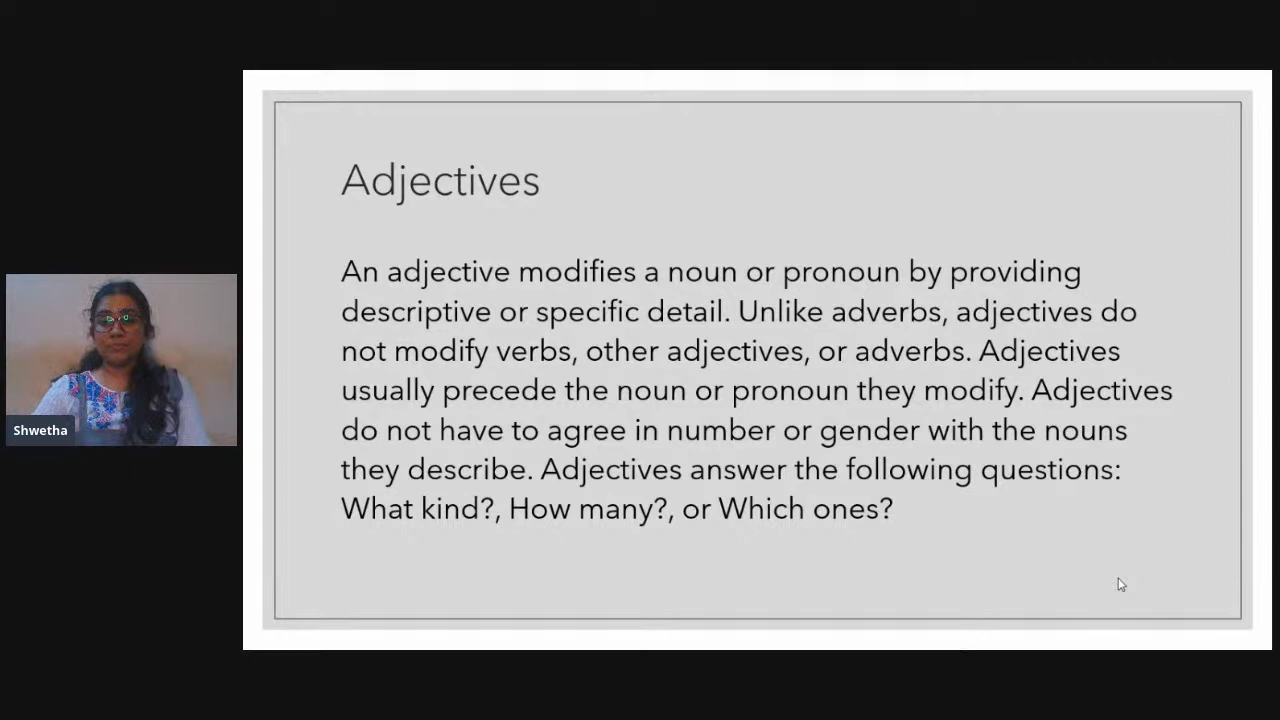 Adjectives
An adjective modifies a noun or pronoun by providing
descriptive or specific detail. Unlike adverbs, adjectives do
not modify verbs, other adjectives, or adverbs. Adjectives
usually precede the noun or pronoun they modify. Adjectives
do not have to agree in number or gender with the nouns
they describe. Adjectives answer the following questions:
What kind?, How many?, or Which ones?
Shwetha